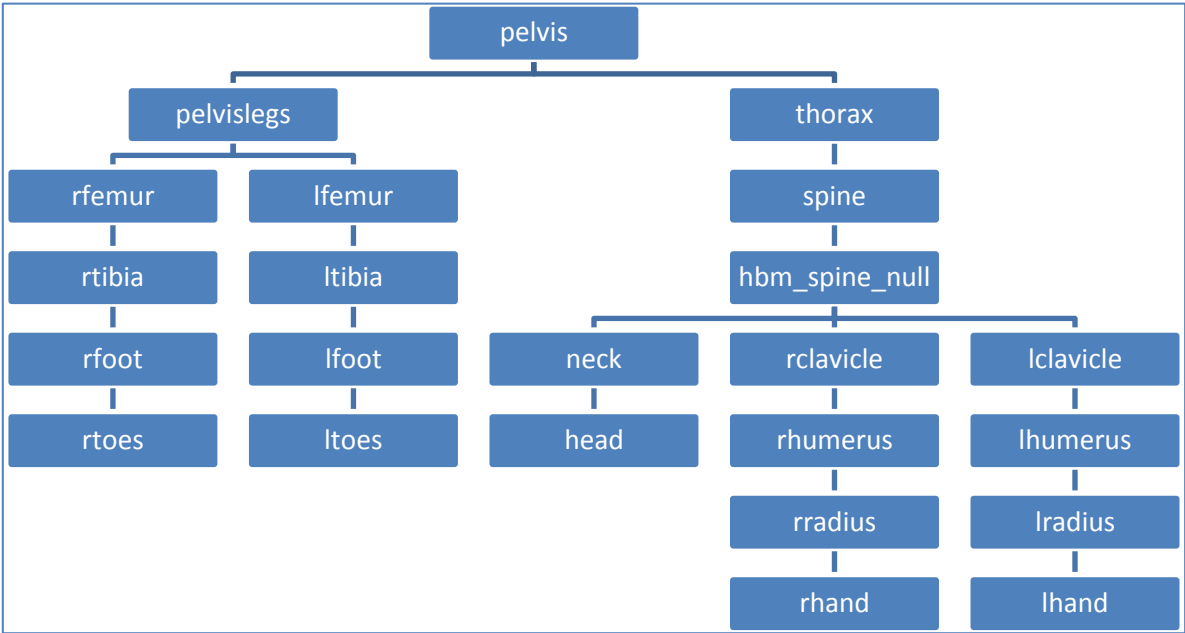 pelvis
pelvislegs
thorax
rfemur
lfemur
spine
rtibia
ltibia
hbm_spine_null
rfoot
lfoot
neck
rclavicle
lclavicle
rtoes
ltoes
head
rhumerus
lhumerus
rradius
lradius
rhand
lhand